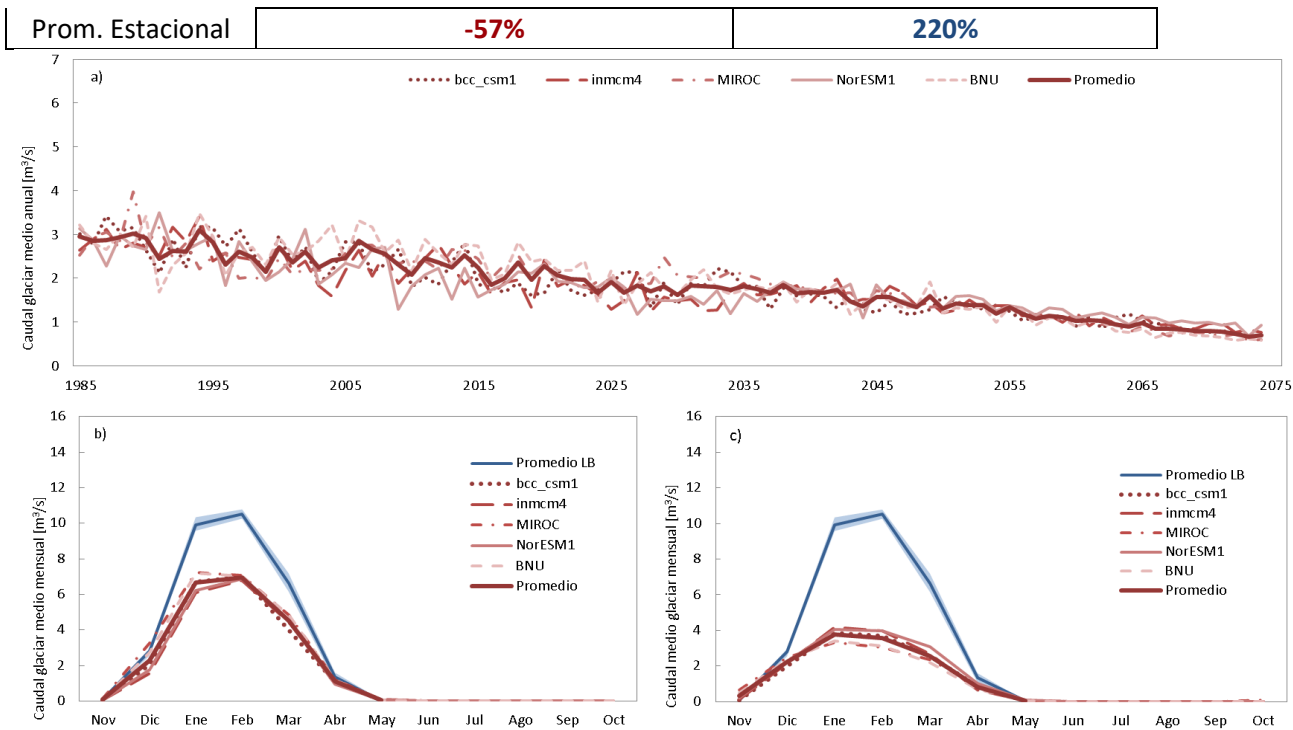 Prom. Estacional -57% 220%
a)
bcc_csm1 inmcm4 MIROC NorESM1 BNU Promedio
Caudal glaciar medio anual [m³/s]
7
6
5
4
3
2
1
0
1985 1995 2005 2015 2025 2035 2045 2055 2065 2075
b)
Caudal glaciar medio mensual [m³/s]
16
14
12
10
8
6
4
2
0
Promedio LB
bcc_csm1
inmcm4
MIROC
NorESM1
BNU
Promedio
Nov Dic Ene Feb Mar Abr May Jun Jul Ago Sep Oct
c)
Caudal medio glaciar mensual [m³/s]
16
14
12
10
8
6
4
2
0
Promedio LB
bcc_csm1
inmcm4
MIROC
NorESM1
BNU
Promedio
Nov Dic Ene Feb Mar Abr May Jun Jul Ago Sep Oct